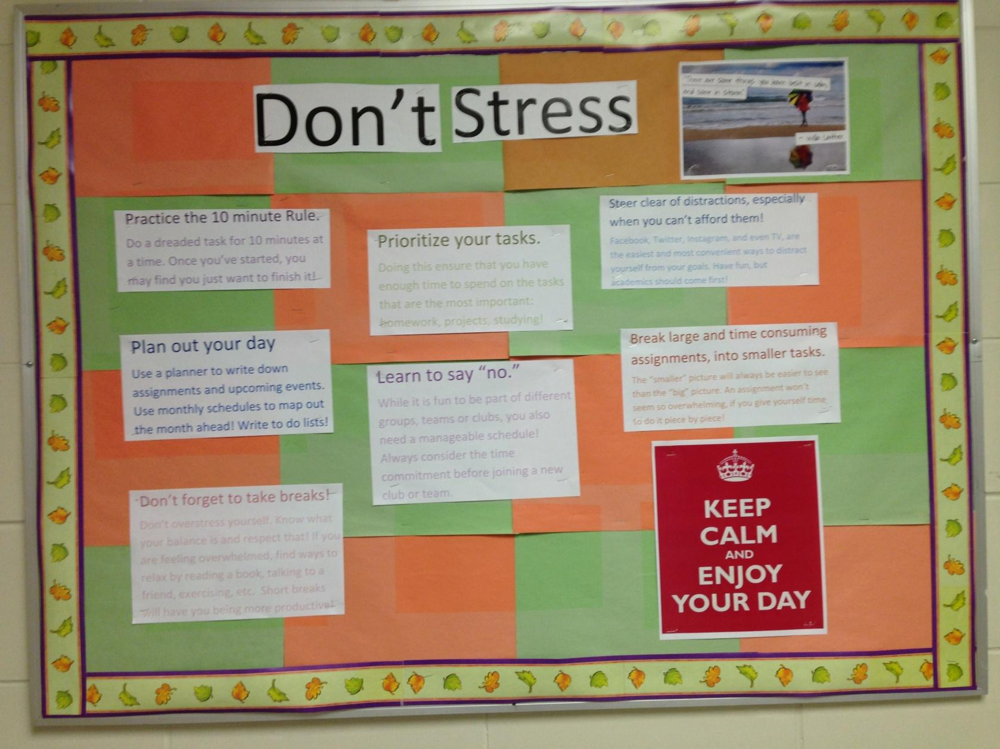 Don't Stress
"There are some things you learn best in calm,
and some in storm"
- Willa Cather
Practice the 10 minute Rule.
Do a dreaded task for 10 minutes at
a time. Once you've started, you
may find you just want to finish it!
Prioritize your tasks.
Doing this ensure that you have
enough time to spend on the tasks
that are the most important:
homework, projects, studying!
Steer clear of distractions, especially
when you can't afford them!
Facebook, Twitter, Instagram, and even TV, are
the easiest and most convenient ways to distract
yourself from your goals. Have fun, but
academics should come first!
Plan out your day
Use a planner to write down
assignments and upcoming events.
Use monthly schedules to map out
the month ahead! Write to do lists!
Learn to say “no.”
While it is fun to be part of different
groups, teams or clubs, you also
need a manageable schedule!
Always consider the time
commitment before joining a new
club or team.
Break large and time consuming
assignments, into smaller tasks.
The “smaller” picture will always be easier to see
than the “big” picture. An assignment won't
seem so overwhelming, if you give yourself time
to do it piece by piece!
Don't forget to take breaks!
Don't overstress yourself. Know what
your balance is and respect that! If you
are feeling overwhelmed, find ways to
relax by reading a book, talking to a
friend, exercising, etc. Short breaks
will have you being more productive!
KEEP
CALM
AND
ENJOY
YOUR DAY